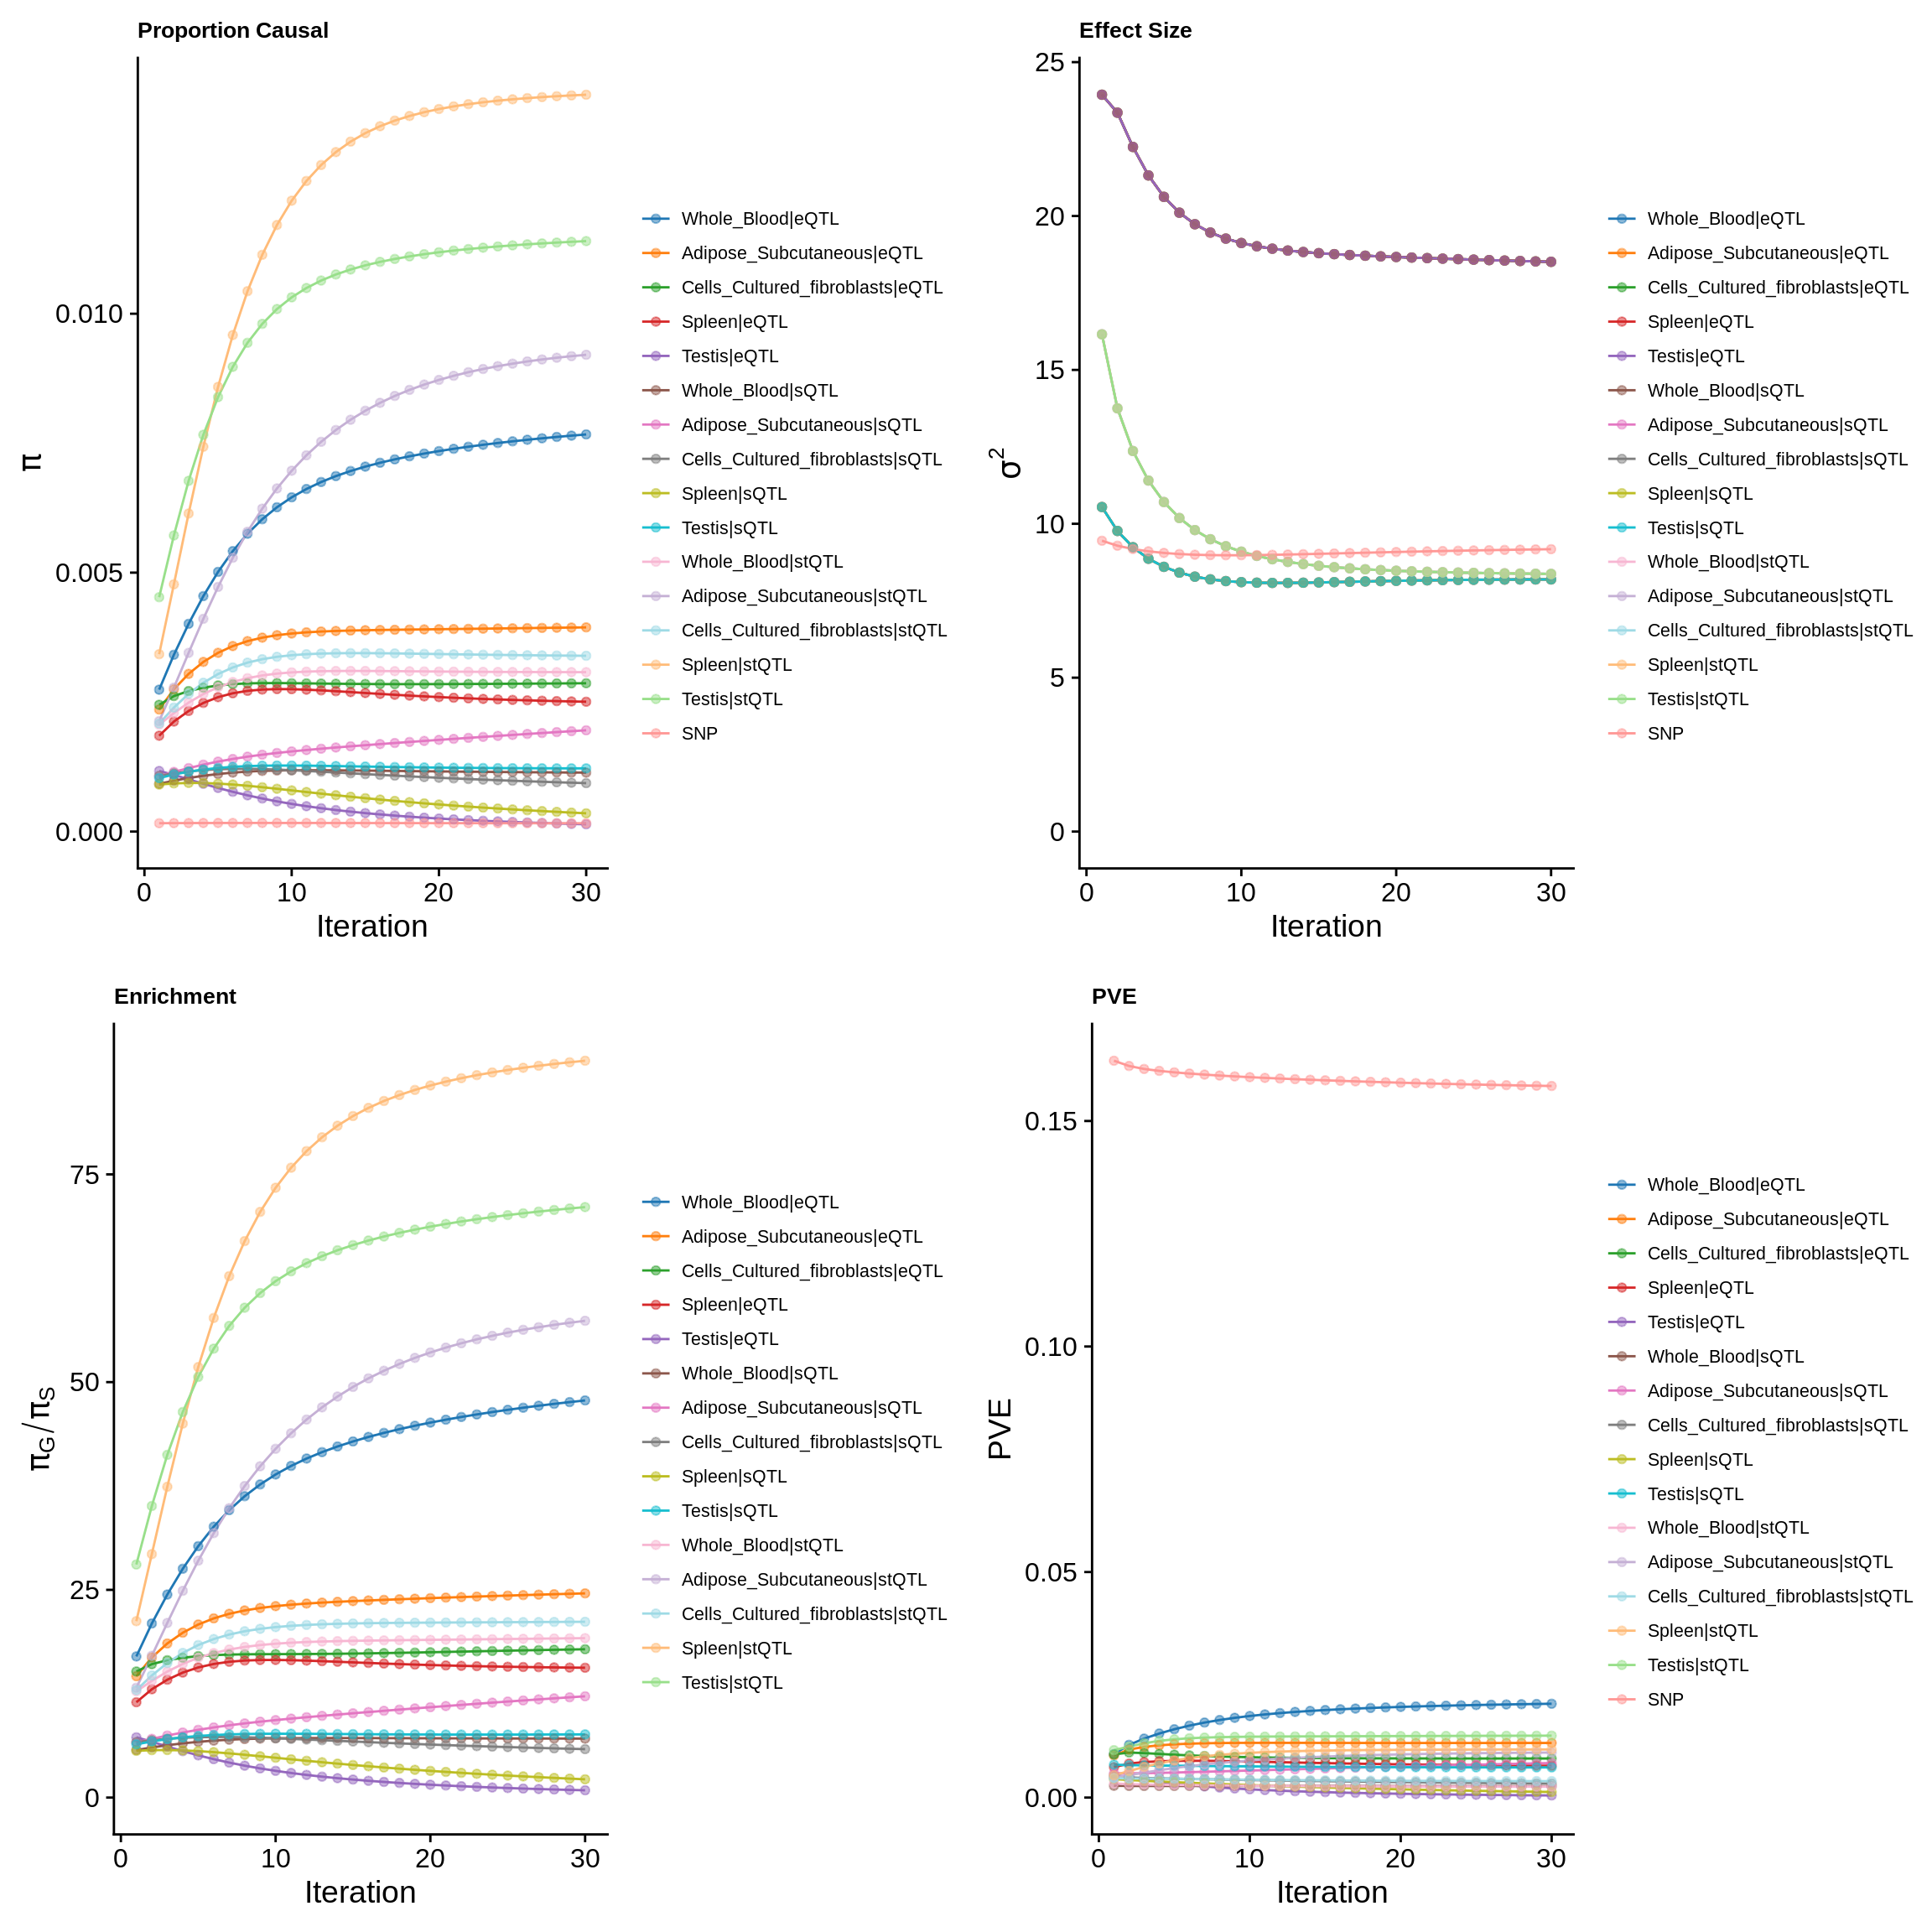 Proportion Causal
π
0.010
0.005
0.000
0
10
20
30
Iteration
Whole_Blood|eQTL
Adipose_Subcutaneous|eQTL
Cells_Cultured_fibroblasts|eQTL
Spleen|eQTL
Testis|eQTL
Whole_Blood|sQTL
Adipose_Subcutaneous|sQTL
Cells_Cultured_fibroblasts|sQTL
Spleen|sQTL
Testis|sQTL
Whole_Blood|stQTL
Adipose_Subcutaneous|stQTL
Cells_Cultured_fibroblasts|stQTL
Spleen|stQTL
Testis|stQTL
SNP
Effect Size
σ²
25
20
15
10
5
0
0
10
20
30
Iteration
Whole_Blood|eQTL
Adipose_Subcutaneous|eQTL
Cells_Cultured_fibroblasts|eQTL
Spleen|eQTL
Testis|eQTL
Whole_Blood|sQTL
Adipose_Subcutaneous|sQTL
Cells_Cultured_fibroblasts|sQTL
Spleen|sQTL
Testis|sQTL
Whole_Blood|stQTL
Adipose_Subcutaneous|stQTL
Cells_Cultured_fibroblasts|stQTL
Spleen|stQTL
Testis|stQTL
SNP
Enrichment
πG/πS
75
50
25
0
0
10
20
30
Iteration
Whole_Blood|eQTL
Adipose_Subcutaneous|eQTL
Cells_Cultured_fibroblasts|eQTL
Spleen|eQTL
Testis|eQTL
Whole_Blood|sQTL
Adipose_Subcutaneous|sQTL
Cells_Cultured_fibroblasts|sQTL
Spleen|sQTL
Testis|sQTL
Whole_Blood|stQTL
Adipose_Subcutaneous|stQTL
Cells_Cultured_fibroblasts|stQTL
Spleen|stQTL
Testis|stQTL
PVE
PVE
0.15
0.10
0.05
0.00
0
10
20
30
Iteration
Whole_Blood|eQTL
Adipose_Subcutaneous|eQTL
Cells_Cultured_fibroblasts|eQTL
Spleen|eQTL
Testis|eQTL
Whole_Blood|sQTL
Adipose_Subcutaneous|sQTL
Cells_Cultured_fibroblasts|sQTL
Spleen|sQTL
Testis|sQTL
Whole_Blood|stQTL
Adipose_Subcutaneous|stQTL
Cells_Cultured_fibroblasts|stQTL
Spleen|stQTL
Testis|stQTL
SNP